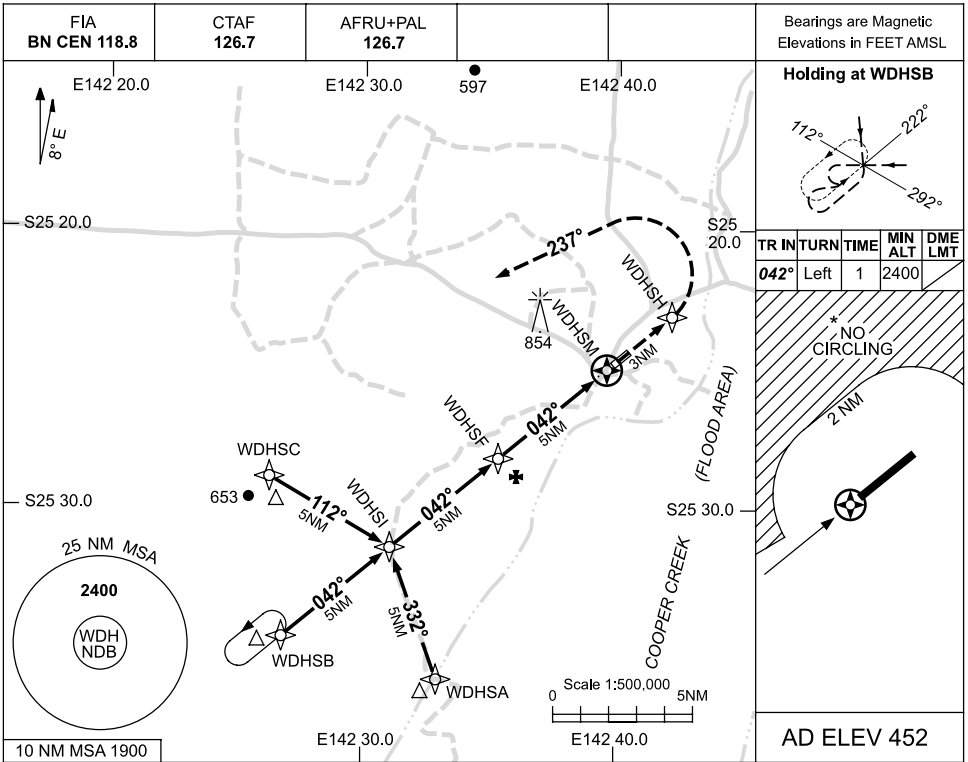 FIA
BN CEN 118.8
CTAF
126.7
AFRU+PAL
126.7
Bearings are Magnetic
Elevations in FEET AMSL
E142 20.0
E142 30.0
597
E142 40.0
8° E
S25 20.0
S25
20.0
237°
WDHSH
WDHSM
854
3NM
042°
5NM
WDHSF
(FLOOD AREA)
WDHSC
653
112°
5NM
WDHSI
042°
5NM
S25 30.0
S25 30.0
25 NM MSA
2400
WDH
NDB
042°
5NM
332°
5NM
WDHSB
WDHSA
COOPER CREEK
Scale 1:500,000
0
5NM
E142 30.0
E142 40.0
10 NM MSA 1900
Holding at WDHSB
112°
222°
292°
TR IN TURN TIME MIN ALT DME LMT
042° Left 1 2400
* NO
CIRCLING
2 NM
AD ELEV 452